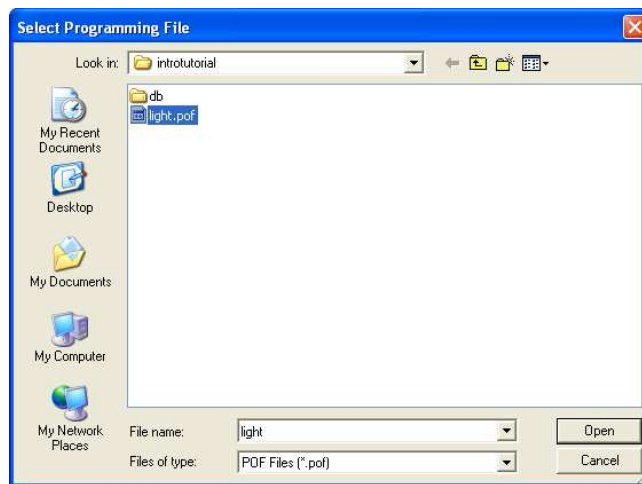 Select Programming File
Look in: introtutorial
db
light.pof
My Recent
Documents
Desktop
My Documents
My Computer
My Network
Places
File name: light Open
Files of type: POF Files (*.pof) Cancel